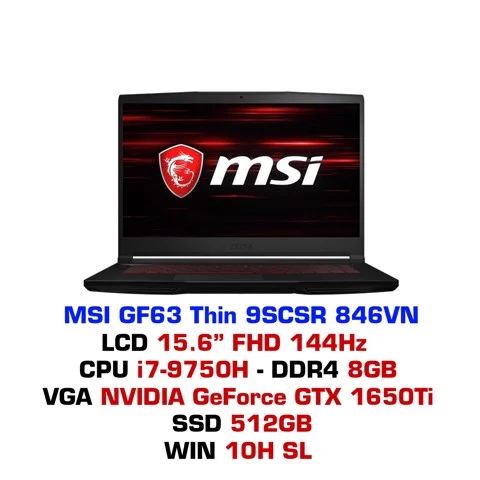 msi
MSI GF63 Thin 9SCSR 846VN
LCD 15.6” FHD 144Hz
CPU i7-9750H - DDR4 8GB
VGA NVIDIA GeForce GTX 1650Ti
SSD 512GB
WIN 10H SL